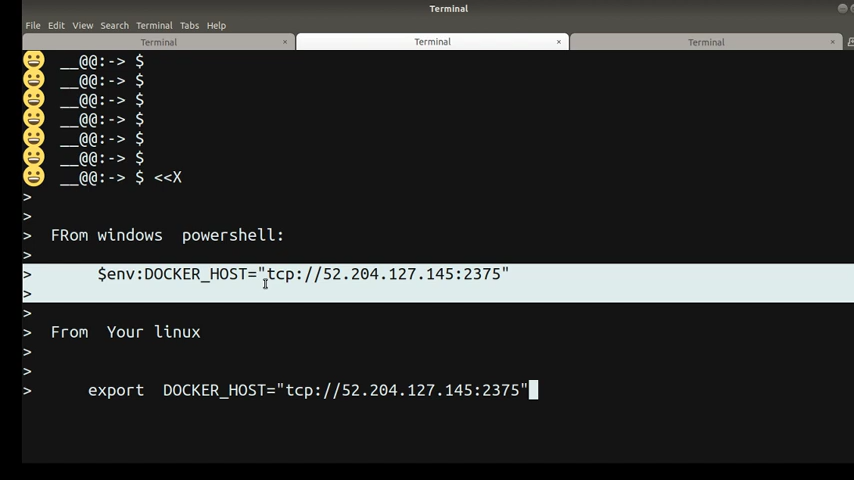 Terminal
File Edit View Search Terminal Tabs Help
Terminal × Terminal × Terminal ×
__@@:-> $
__@@:-> $
__@@:-> $
__@@:-> $
__@@:-> $
__@@:-> $
__@@:-> $ <<X
>
>
> FRom windows powershell:
>
> $env:DOCKER_HOST="tcp://52.204.127.145:2375"
>
>
> From Your linux
>
>
> export DOCKER_HOST="tcp://52.204.127.145:2375"